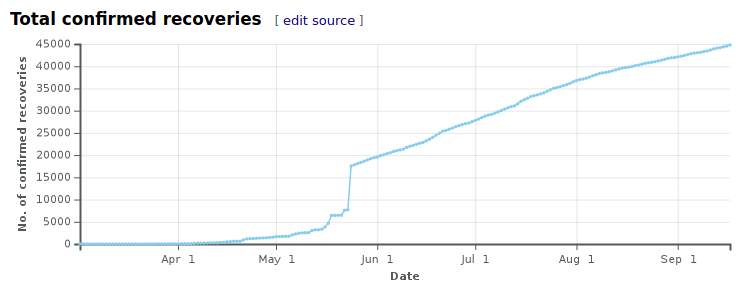 Total confirmed recoveries [ edit source ]
45000
40000
35000
30000
25000
20000
15000
10000
5000
0
No. of confirmed recoveries
Apr 1 May 1 Jun 1 Jul 1 Aug 1 Sep 1
Date